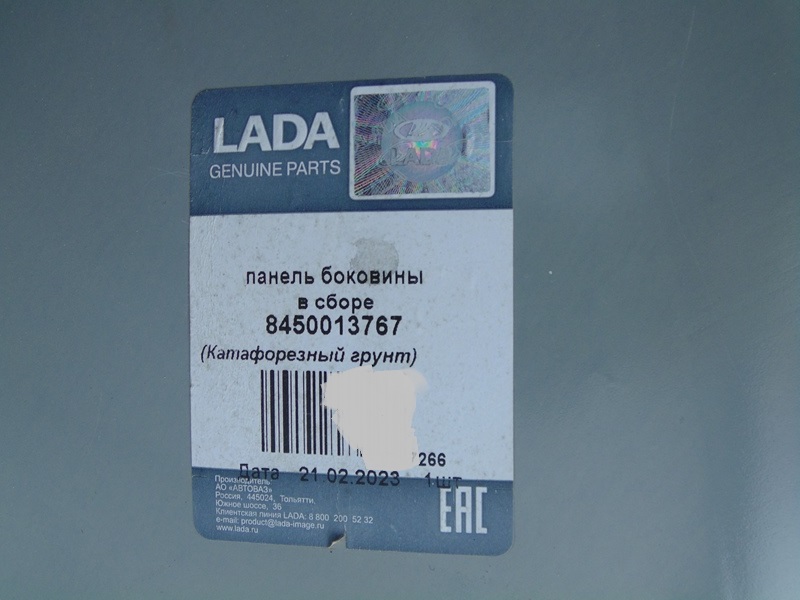 LADA
GENUINE PARTS
панель боковины
в сборе
8450013767
(Катафорезный грунт)
7266
Дата 21 02.2023 1шт
Производитель:
АО «АВТОВАЗ»
Россия, 445024, Тольятти.
Южное шоссе, 36
Клиентская линия LADA: 8 800 200 52 32
e-mail: product@lada-image.ru
www.lada.ru
EAC